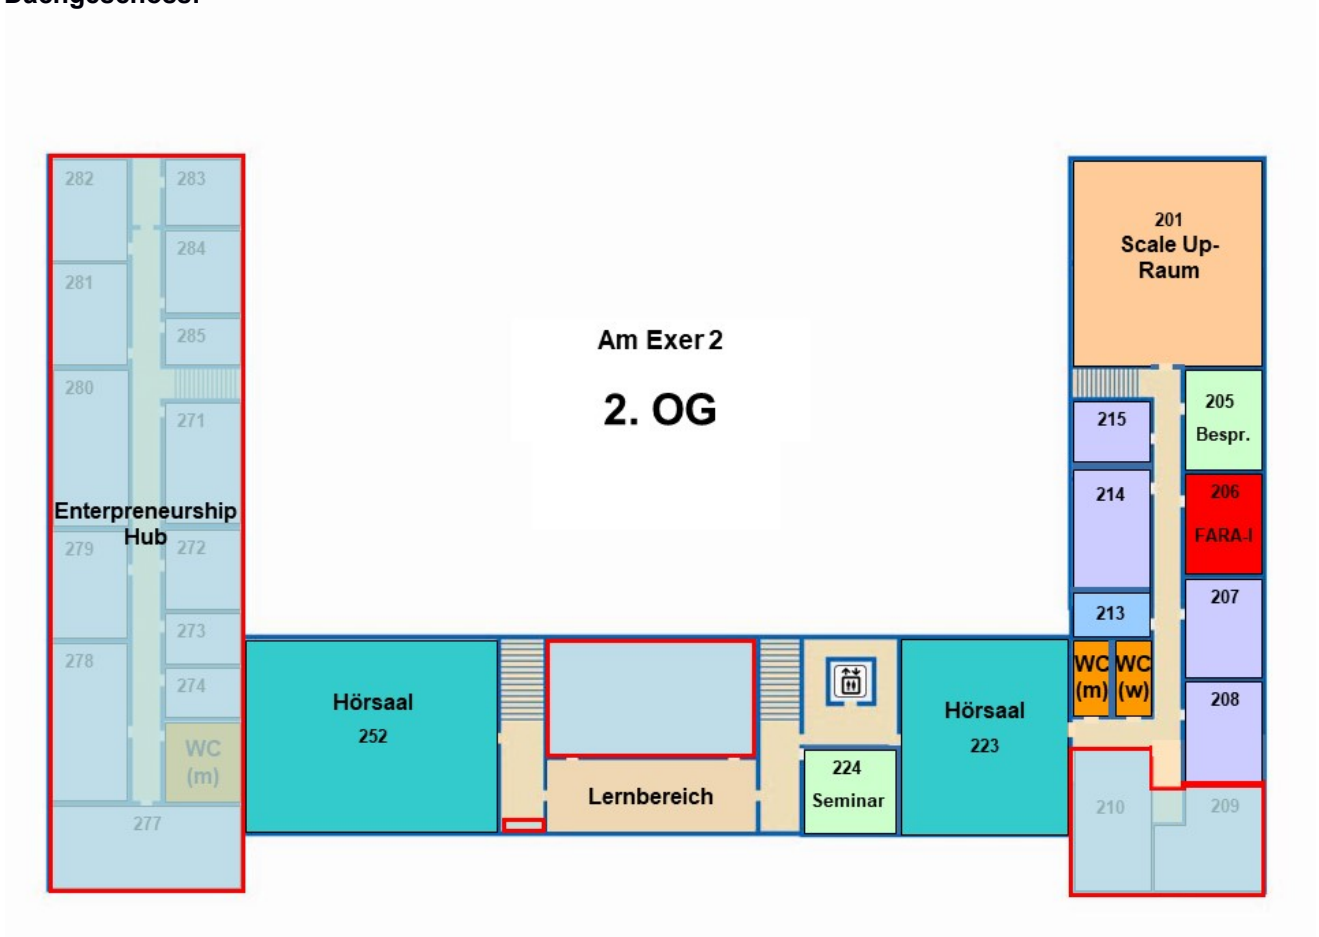 Dachgeschoss:
282
283
284
281
285
280
271
Enterpreneurship
Hub
279
272
273
278
274
WC
(m)
277
Am Exer 2
2. OG
201
Scale Up-
Raum
215
205
Bespr.
214
206
FARA-I
213
207
WC
(m)
WC
(w)
208
210
209
Hörsaal
252
Lernbereich
224
Seminar
Hörsaal
223